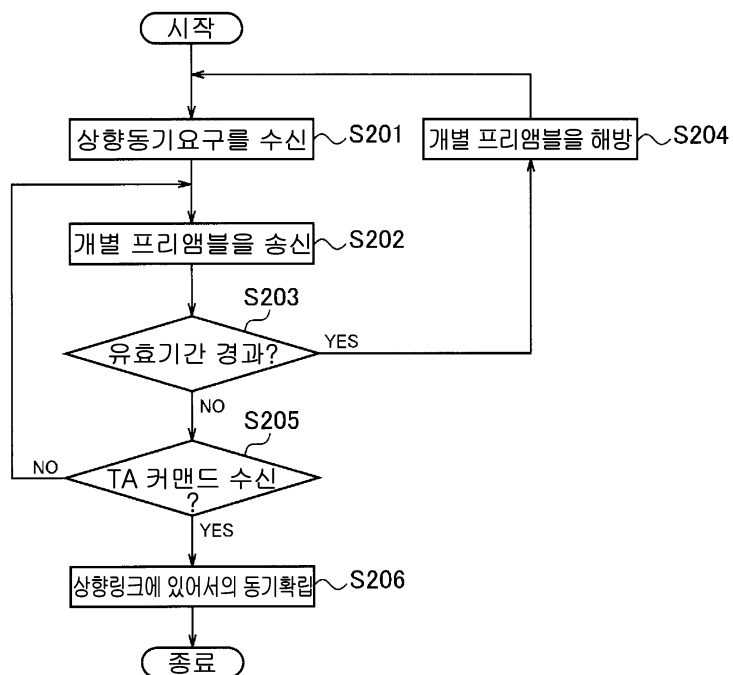 시작
상향동기요구를 수신 S201
개별 프리앰블을 해방 S204
개별 프리앰블을 송신 S202
S203
유효기간 경과?
YES
NO
S205
NO
TA 커맨드 수신
?
YES
상향링크에 있어서의 동기확립 S206
종료